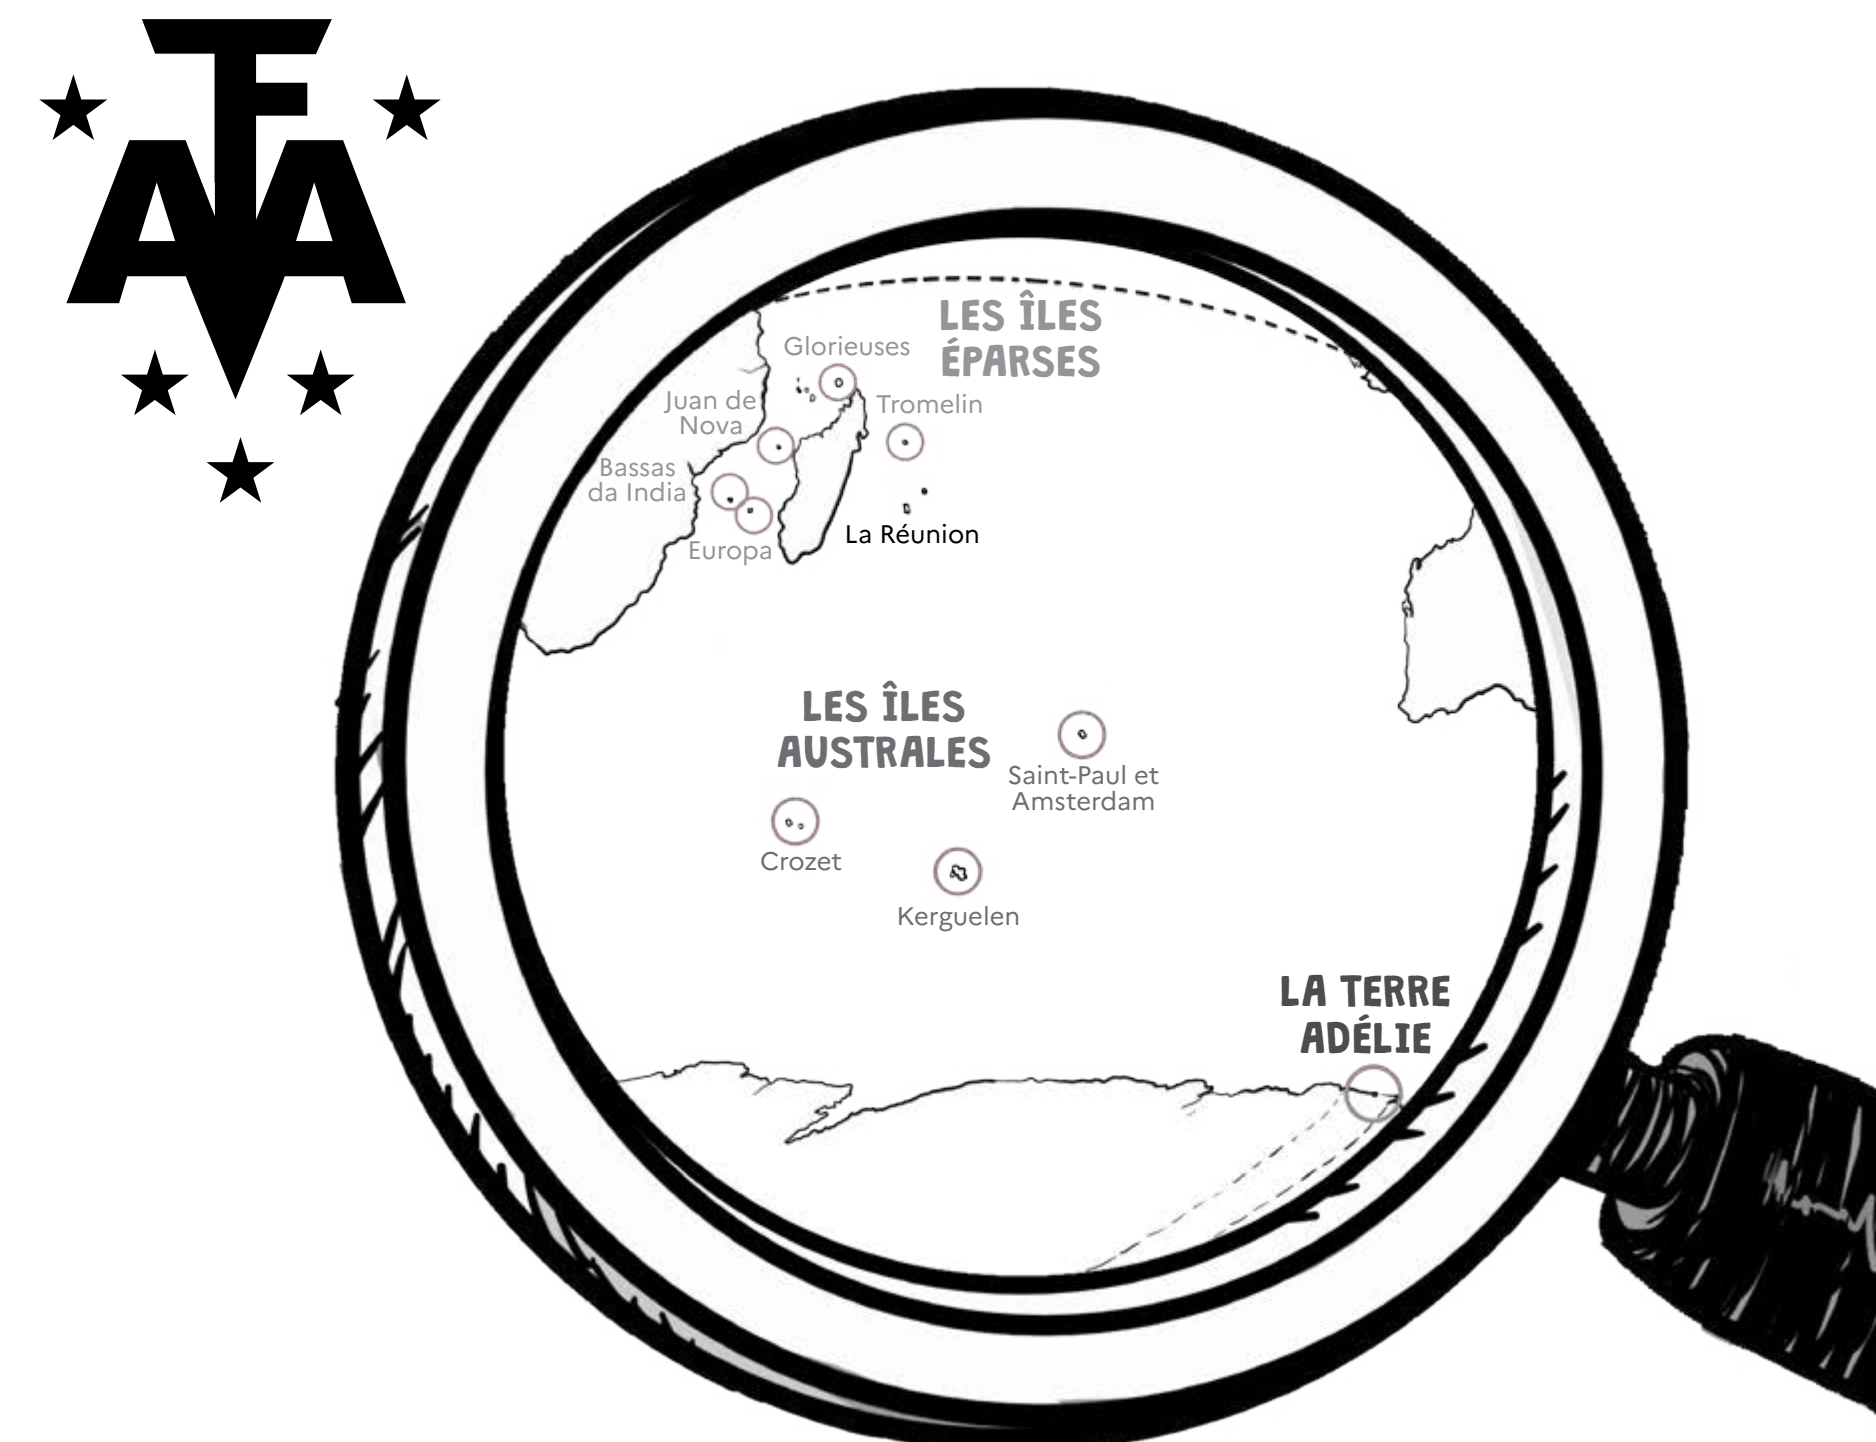 TAAF
LES ÎLES
ÉPARSES
Glorieuses
Juan de
Nova
Tromelin
Bassas
da India
Europa
La Réunion
LES ÎLES
AUSTRALES
Saint-Paul et
Amsterdam
Crozet
Kerguelen
LA TERRE
ADÉLIE